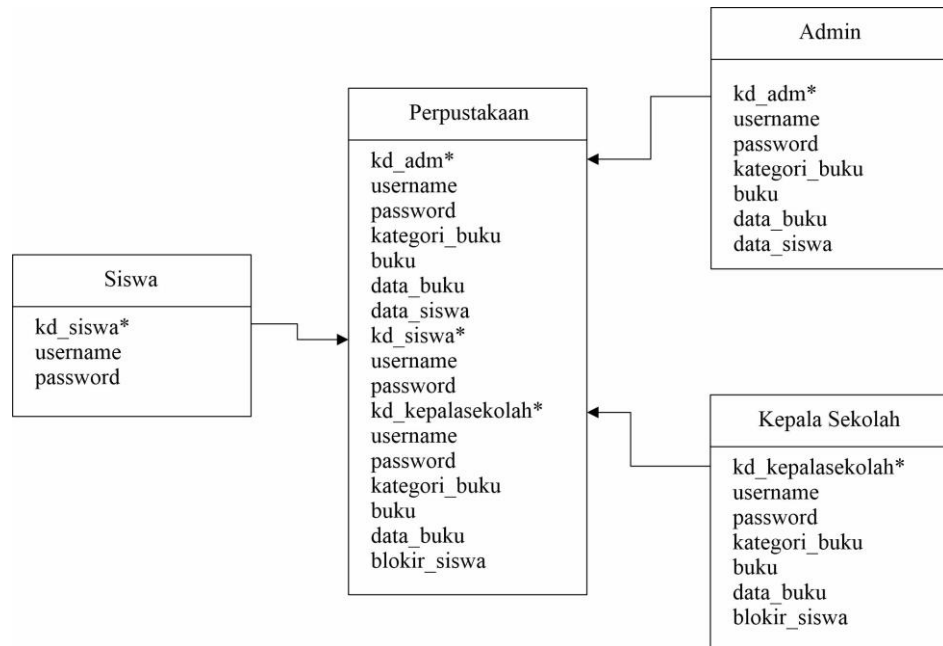 Siswa
kd_siswa*
username
password
Perpustakaan
kd_adm*
username
password
kategori_buku
buku
data_buku
data_siswa
kd_siswa*
username
password
kd_kepalasekolah*
username
password
kategori_buku
buku
data_buku
blokir_siswa
Admin
kd_adm*
username
password
kategori_buku
buku
data_buku
data_siswa
Kepala Sekolah
kd_kepalasekolah*
username
password
kategori_buku
buku
data_buku
blokir_siswa